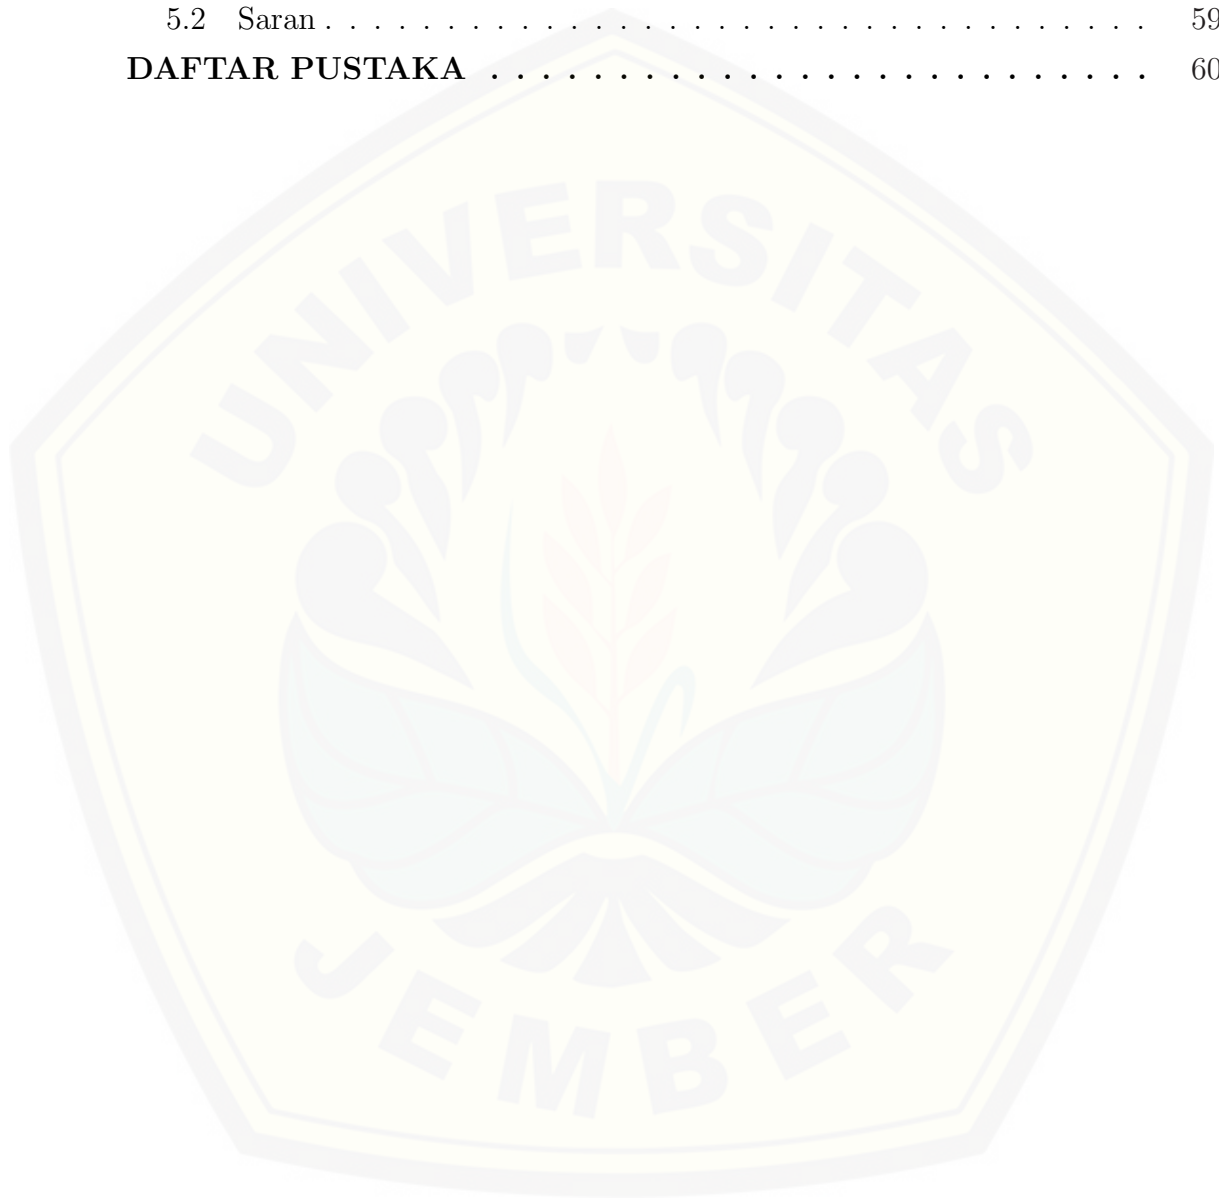 5.2 Saran . . . . . . . . . . . . . . . . . . . . . . . . . . . . . . . . 59
DAFTAR PUSTAKA . . . . . . . . . . . . . . . . . . . . . . . . . . 60
UNIVERSITAS
JEMBER